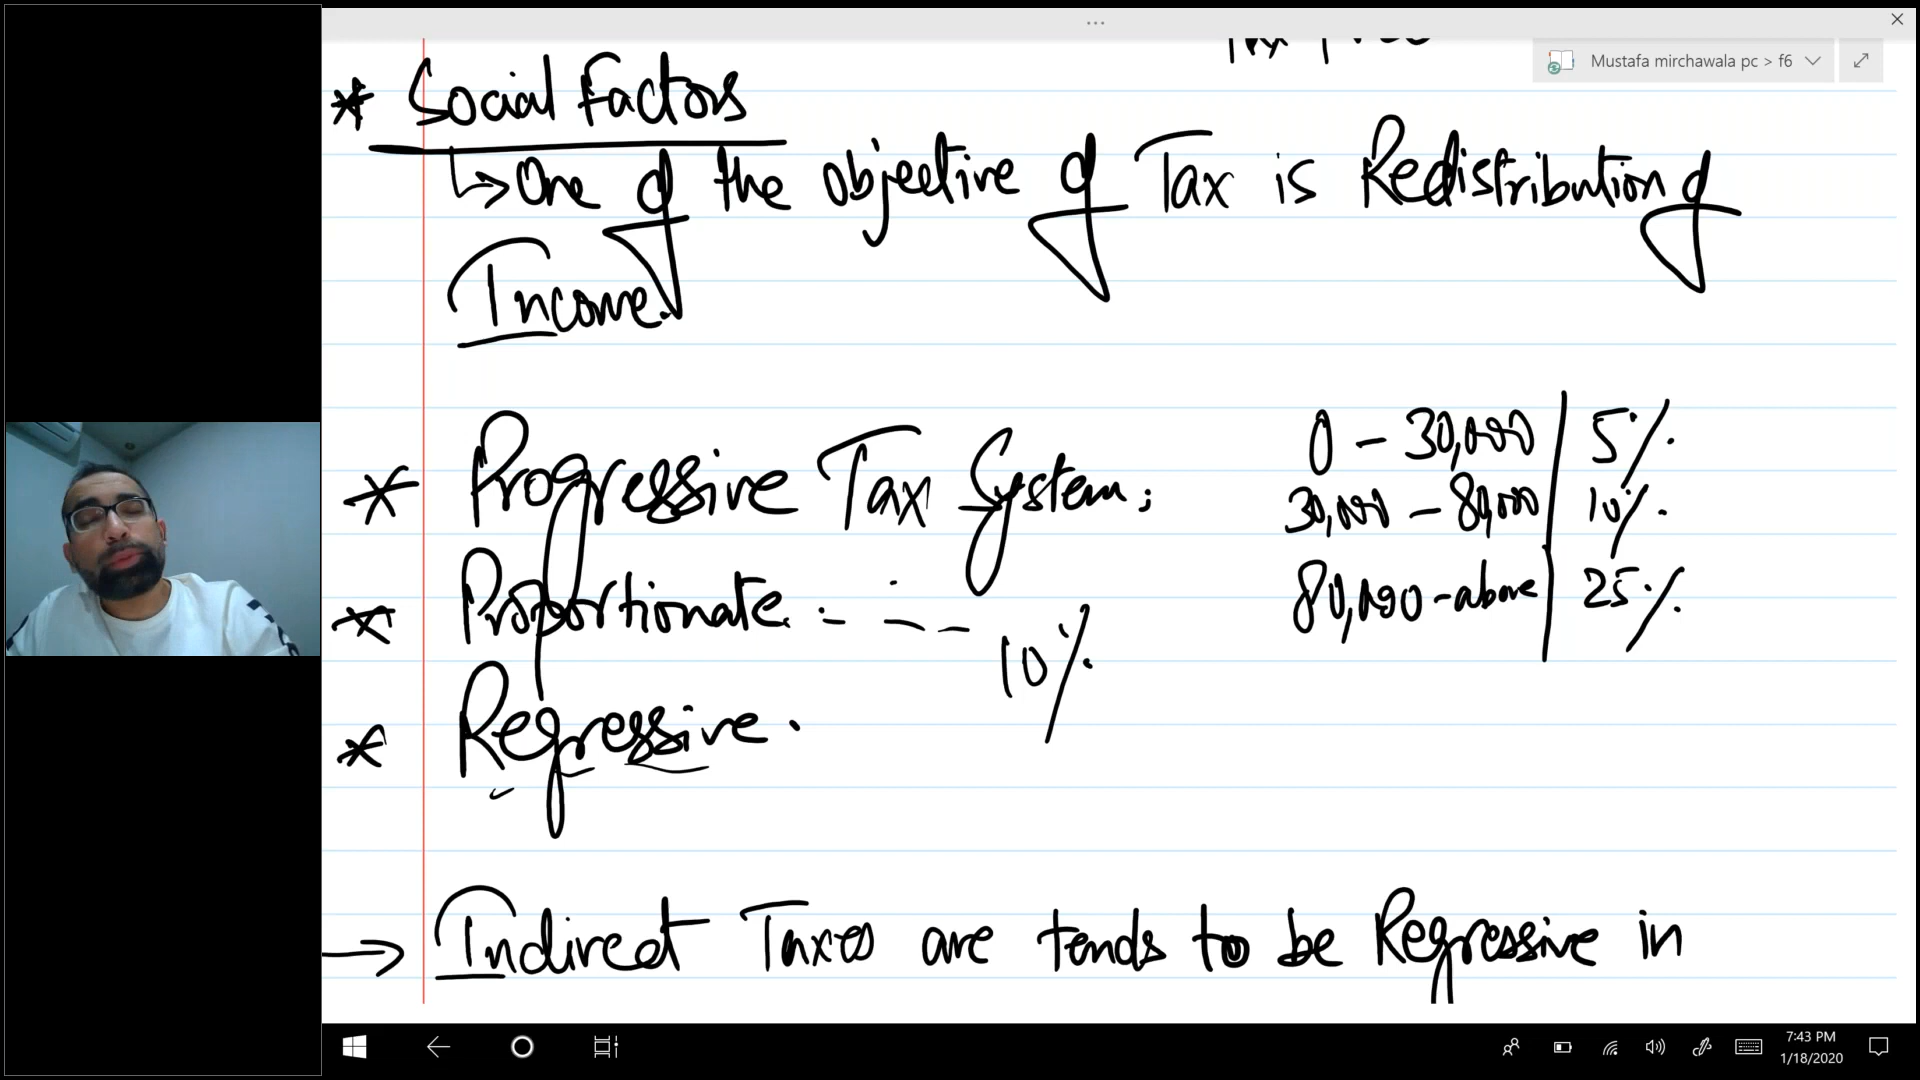 Mustafa mirchawala pc > f6
* Social Factors
↳ One of the objective of Tax is Redistribution of
Income.
* Progressive Tax System;
0 - 30,000 | 5%
30,000 - 80,000 | 10%
80,000 - above | 25%
* Proportionate :
10%
* Regressive.
→ Indirect Taxes are tends to be Regressive in
7:43 PM
1/18/2020